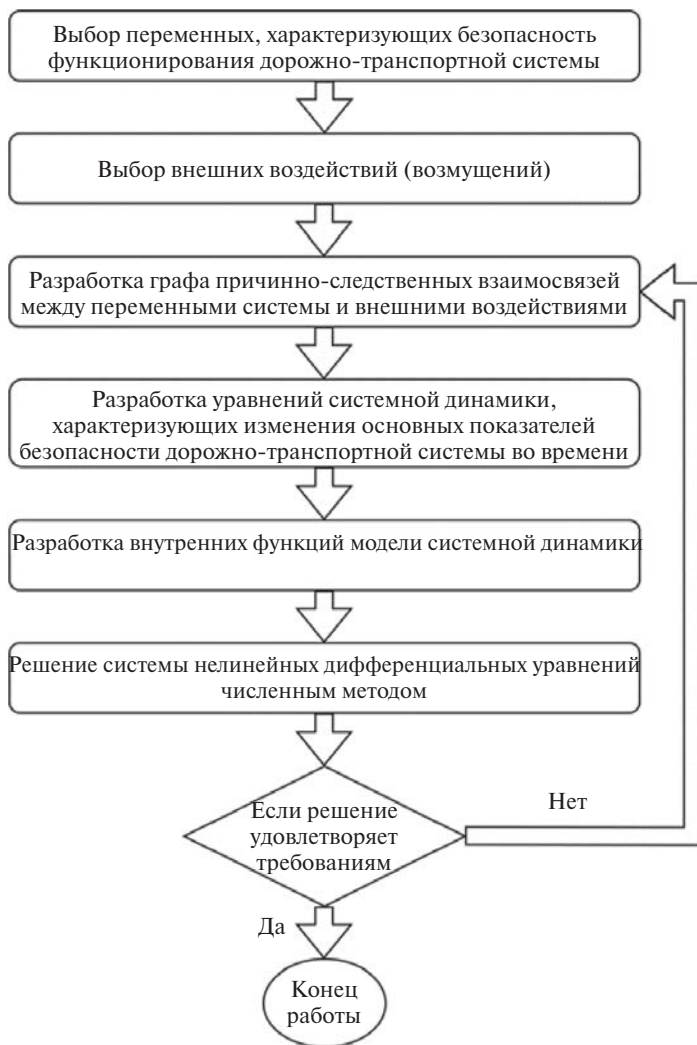 Выбор переменных, характеризующих безопасность
функционирования дорожно-транспортной системы
Выбор внешних воздействий (возмущений)
Разработка графа причинно-следственных взаимосвязей
между переменными системы и внешними воздействиями
Разработка уравнений системной динамики,
характеризующих изменения основных показателей
безопасности дорожно-транспортной системы во времени
Разработка внутренних функций модели системной динамики
Решение системы нелинейных дифференциальных уравнений
численным методом
Если решение
удовлетворяет
требованиям
Нет
Да
Конец
работы